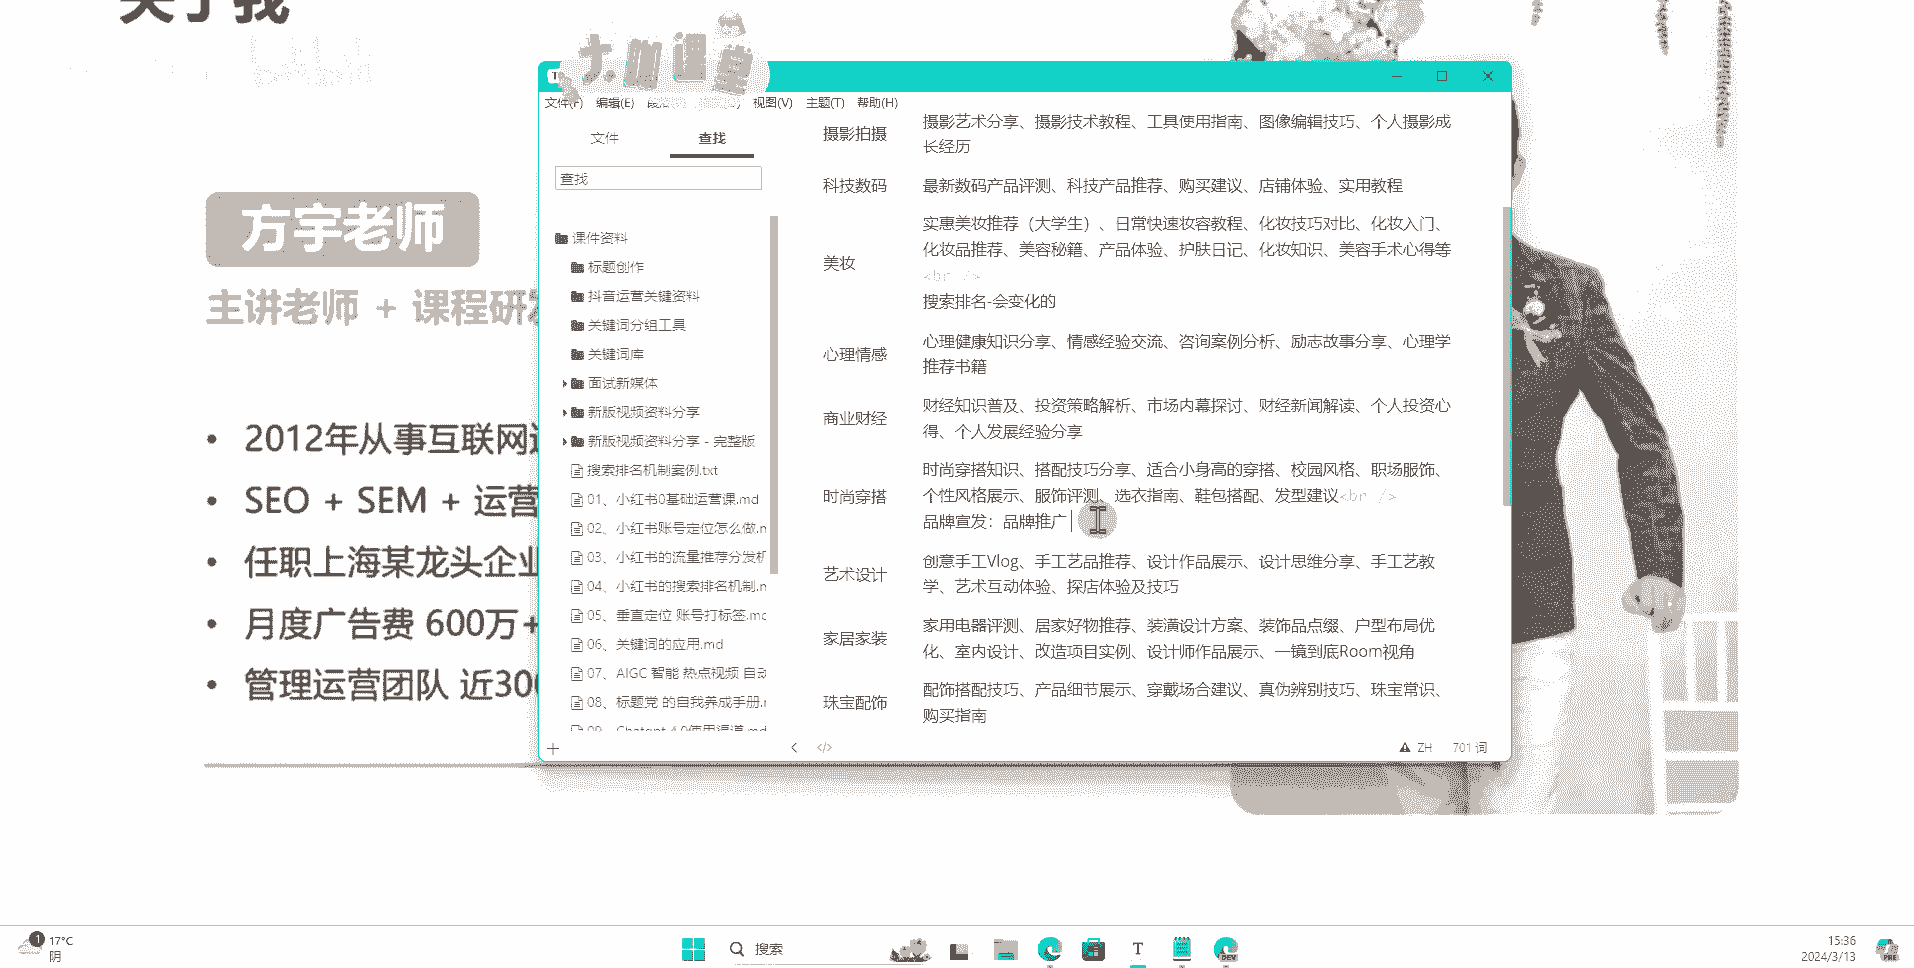 关于我
大咖课堂
bilibili
方宇老师
主讲老师 + 课程研
2012年从事互联网
SEO + SEM + 运营
任职上海某龙头企业
月度广告费 600万+
管理运营团队 近300
T
文件(F) 编辑(E) 视图(V) 主题(T) 帮助(H)
文件 查找
查找
课件资料
标题创作
抖音运营关键资料
关键词分组工具
关键词库
面试新媒体
新版视频资料分享
新版视频资料分享 - 完整版
搜索排名机制案例.txt
01、小红书0基础运营课.md
02、小红书账号定位怎么做.m
03、小红书的流量推荐分发机
04、小红书的搜索排名机制.m
05、垂直定位 账号打标签.md
06、关键词的应用.md
07、AIGC 智能 热点视频 自动
08、标题党 的自我养成手册.m
09、Chatgpt 4.0使用渠道.md
摄影拍摄
摄影艺术分享、摄影技术教程、工具使用指南、图像编辑技巧、个人摄影成
长经历
科技数码
最新数码产品评测、科技产品推荐、购买建议、店铺体验、实用教程
美妆
实惠美妆推荐（大学生）、日常快速妆容教程、化妆技巧对比、化妆入门、
化妆品推荐、美容秘籍、产品体验、护肤日记、化妆知识、美容手术心得等
<br />
搜索排名-会变化的
心理情感
心理健康知识分享、情感经验交流、咨询案例分析、励志故事分享、心理学
推荐书籍
商业财经
财经知识普及、投资策略解析、市场内幕探讨、财经新闻解读、个人投资心
得、个人发展经验分享
时尚穿搭
时尚穿搭知识、搭配技巧分享、适合小身高的穿搭、校园风格、职场服饰、
个性风格展示、服饰评测、选衣指南、鞋包搭配、发型建议<br />
品牌宣发：品牌推广
艺术设计
创意手工Vlog、手工艺品推荐、设计作品展示、设计思维分享、手工艺教
学、艺术互动体验、探店体验及技巧
家居家装
家用电器评测、居家好物推荐、装潢设计方案、装饰品点缀、户型布局优
化、室内设计、改造项目实例、设计师作品展示、一镜到底Room视角
珠宝配饰
配饰搭配技巧、产品细节展示、穿戴场合建议、真伪辨别技巧、珠宝常识、
购买指南
</> ZH 701 词
1 17°C
阴
搜索
T
DEV
15:36
2024/3/13
PRE